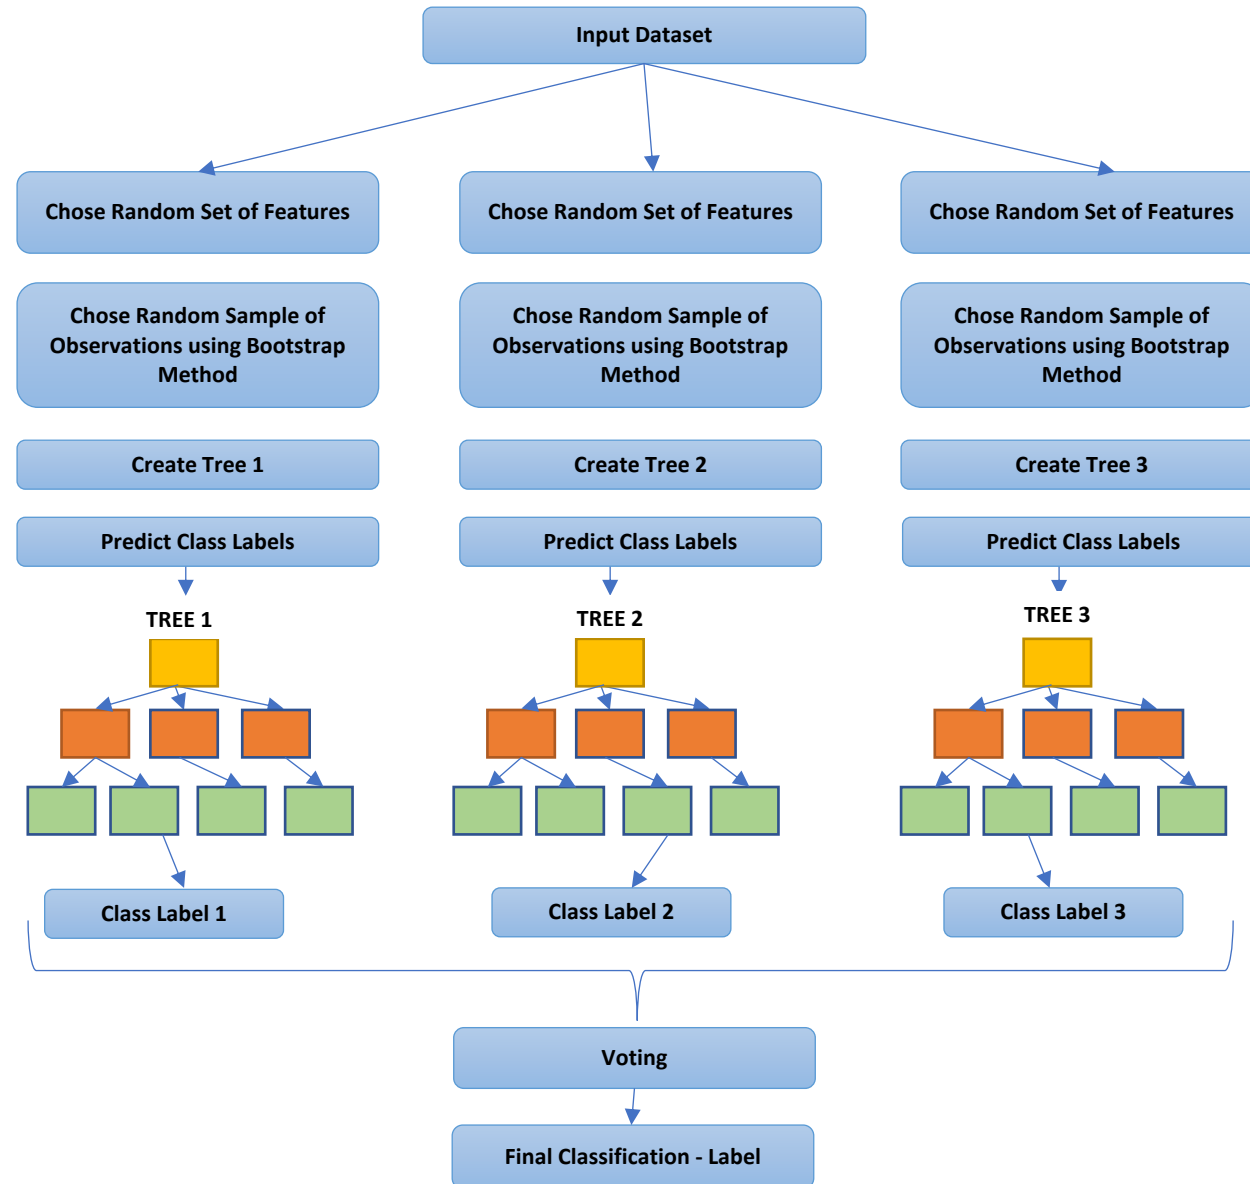 Input Dataset
Chose Random Set of Features
Chose Random Set of Features
Chose Random Set of Features
Chose Random Sample of
Observations using Bootstrap
Method
Chose Random Sample of
Observations using Bootstrap
Method
Chose Random Sample of
Observations using Bootstrap
Method
Create Tree 1
Create Tree 2
Create Tree 3
Predict Class Labels
Predict Class Labels
Predict Class Labels
TREE 1
TREE 2
TREE 3
Class Label 1
Class Label 2
Class Label 3
Voting
Final Classification - Label